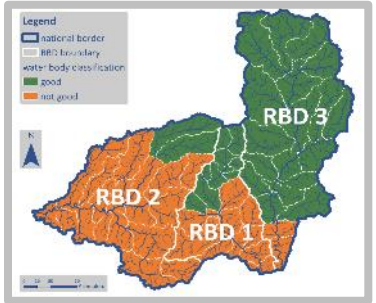 Legend
national border
RBD boundary
water body classification
good
not good
N
RBD 3
RBD 2
RBD 1